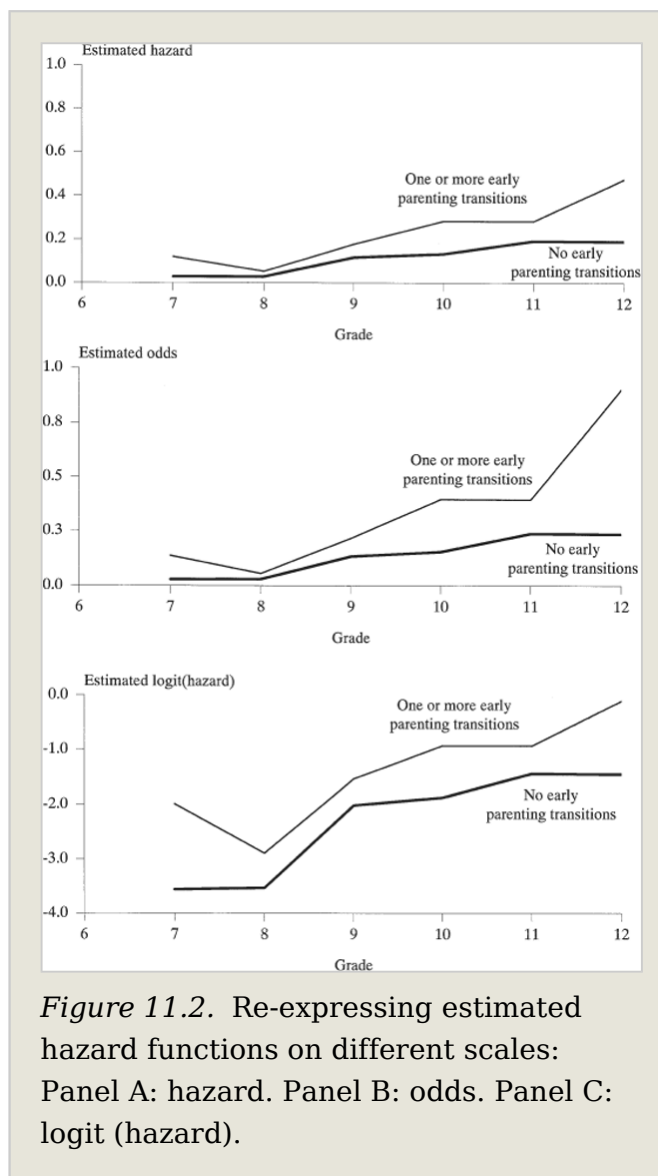 Estimated hazard
1.0
0.8
0.6
0.4
0.2
0.0
One or more early
parenting transitions
No early
parenting transitions
6 7 8 9 10 11 12
Grade
Estimated odds
1.0
0.8
0.5
0.3
0.0
One or more early
parenting transitions
No early
parenting transitions
6 7 8 9 10 11 12
Grade
Estimated logit(hazard)
0.0
-1.0
-2.0
-3.0
-4.0
One or more early
parenting transitions
No early
parenting transitions
6 7 8 9 10 11 12
Grade
Figure 11.2. Re-expressing estimated
hazard functions on different scales:
Panel A: hazard. Panel B: odds. Panel C:
logit (hazard).